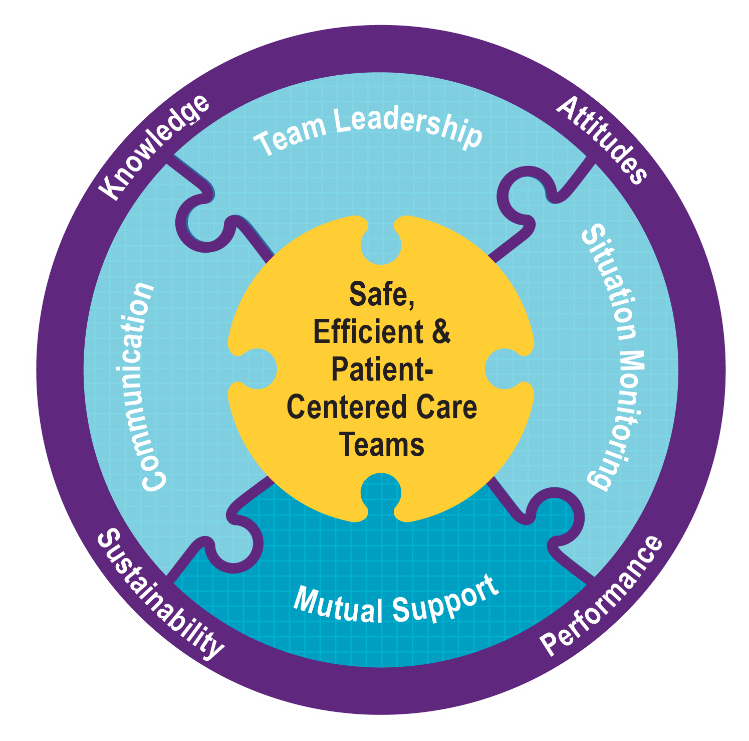 Knowledge
Attitudes
Team Leadership
Communication
Situation Monitoring
Safe,
Efficient &
Patient-
Centered Care
Teams
Mutual Support
Sustainability
Performance